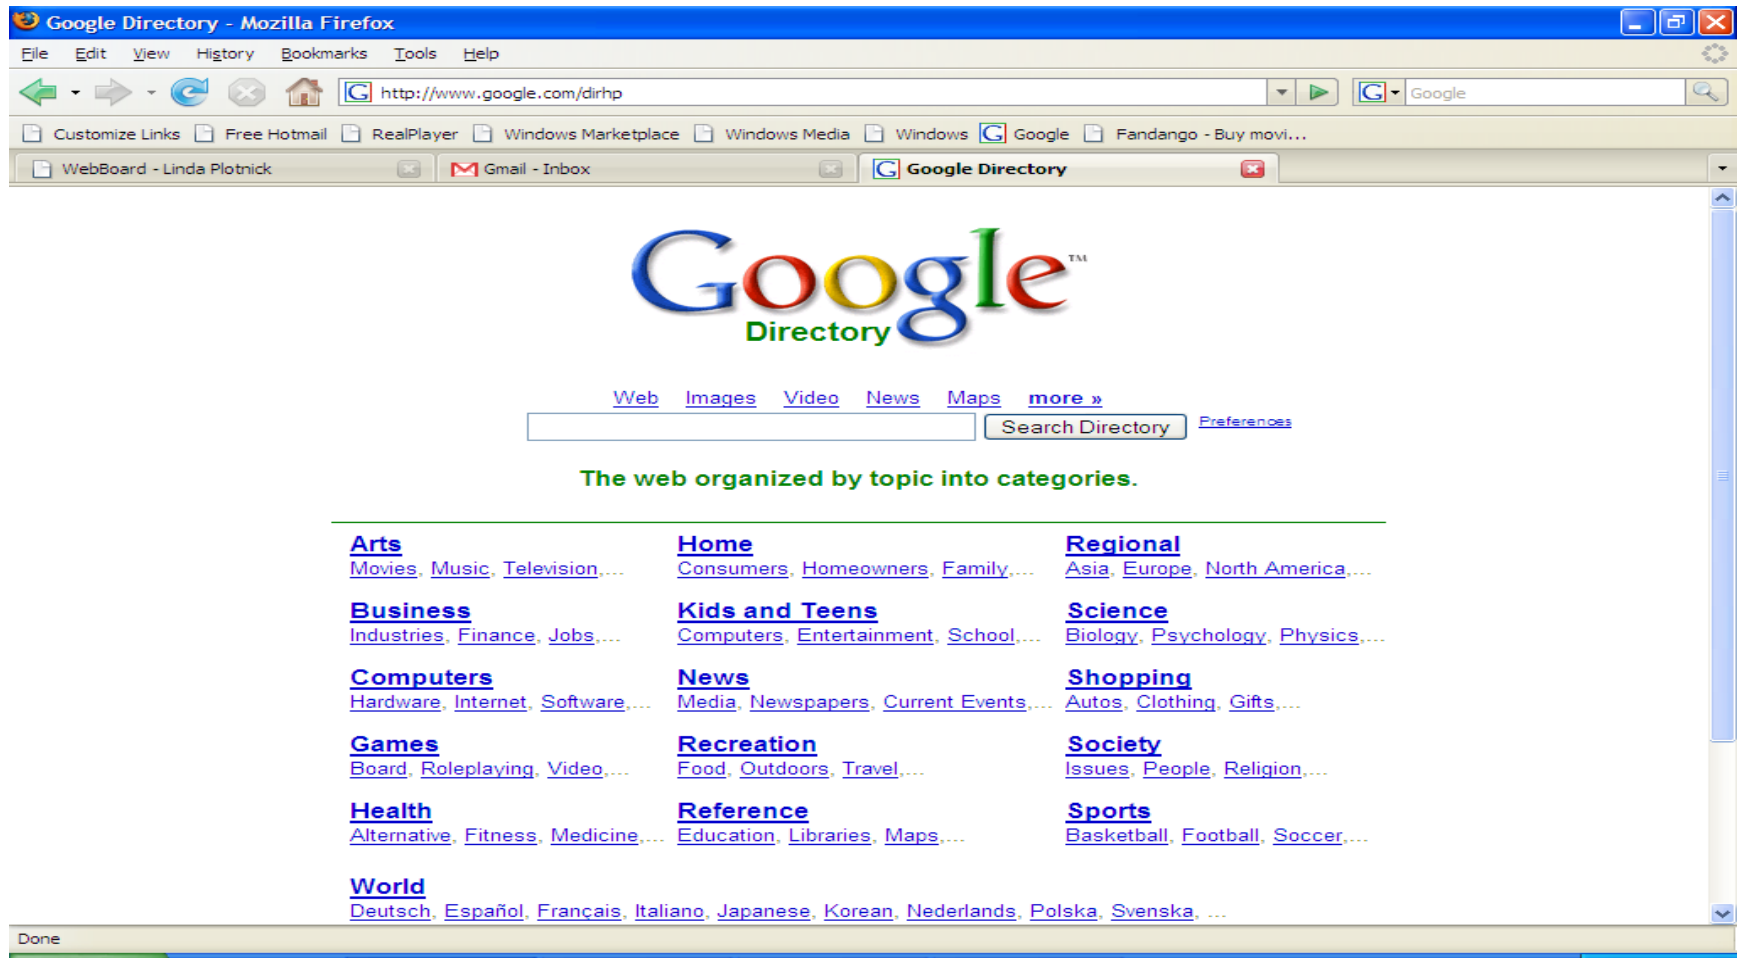 Google Directory - Mozilla Firefox
File Edit View History Bookmarks Tools Help
http://www.google.com/dirhp Google
Customize Links Free Hotmail RealPlayer Windows Marketplace Windows Media Windows Google Fandango - Buy movi...
WebBoard - Linda Plotnick Gmail - Inbox Google Directory
Google™
Directory
Web Images Video News Maps more »
Search Directory Preferences
The web organized by topic into categories.
Arts Home Regional
Movies, Music, Television,... Consumers, Homeowners, Family,... Asia, Europe, North America,...
Business Kids and Teens Science
Industries, Finance, Jobs,... Computers, Entertainment, School,... Biology, Psychology, Physics,...
Computers News Shopping
Hardware, Internet, Software,... Media, Newspapers, Current Events,... Autos, Clothing, Gifts,...
Games Recreation Society
Board, Roleplaying, Video,... Food, Outdoors, Travel,... Issues, People, Religion,...
Health Reference Sports
Alternative, Fitness, Medicine,... Education, Libraries, Maps,... Basketball, Football, Soccer,...
World
Deutsch, Español, Français, Italiano, Japanese, Korean, Nederlands, Polska, Svenska, ...
Done